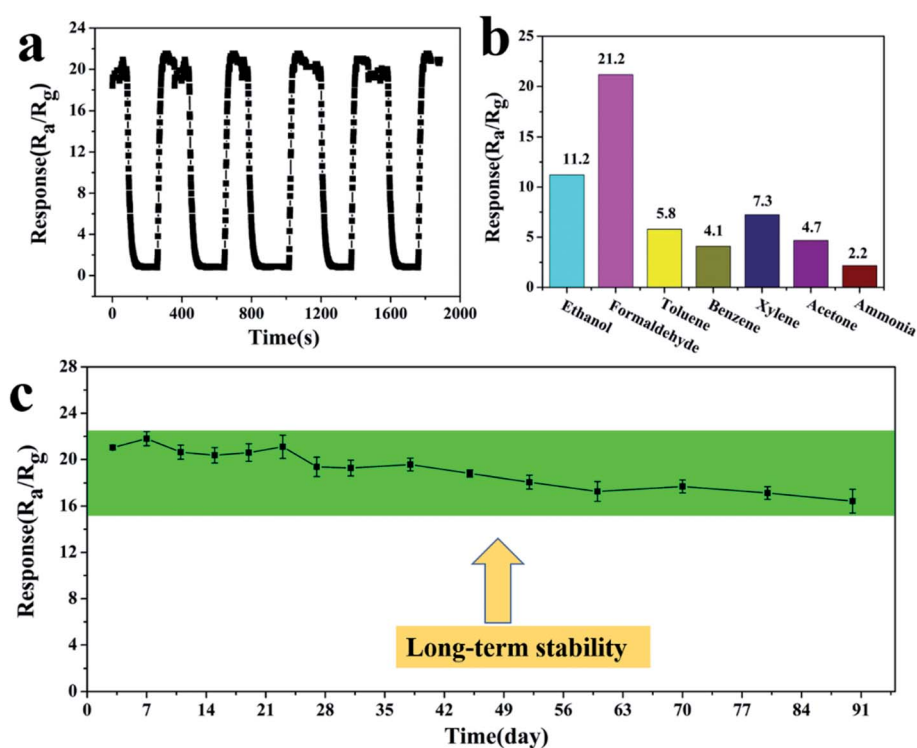 a
Response(Ra/Rg)
24
20
16
12
8
4
0
0 400 800 1200 1600 2000
Time(s)
b
Response(Ra/Rg)
25
20
15
10
5
0
11.2
21.2
5.8
4.1
7.3
4.7
2.2
Ethanol
Formaldehyde
Toluene
Benzene
Xylene
Acetone
Ammonia
c
Response(Ra/Rg)
28
24
20
16
12
8
4
0
Long-term stability
0 7 14 21 28 35 42 49 56 63 70 77 84 91
Time(day)